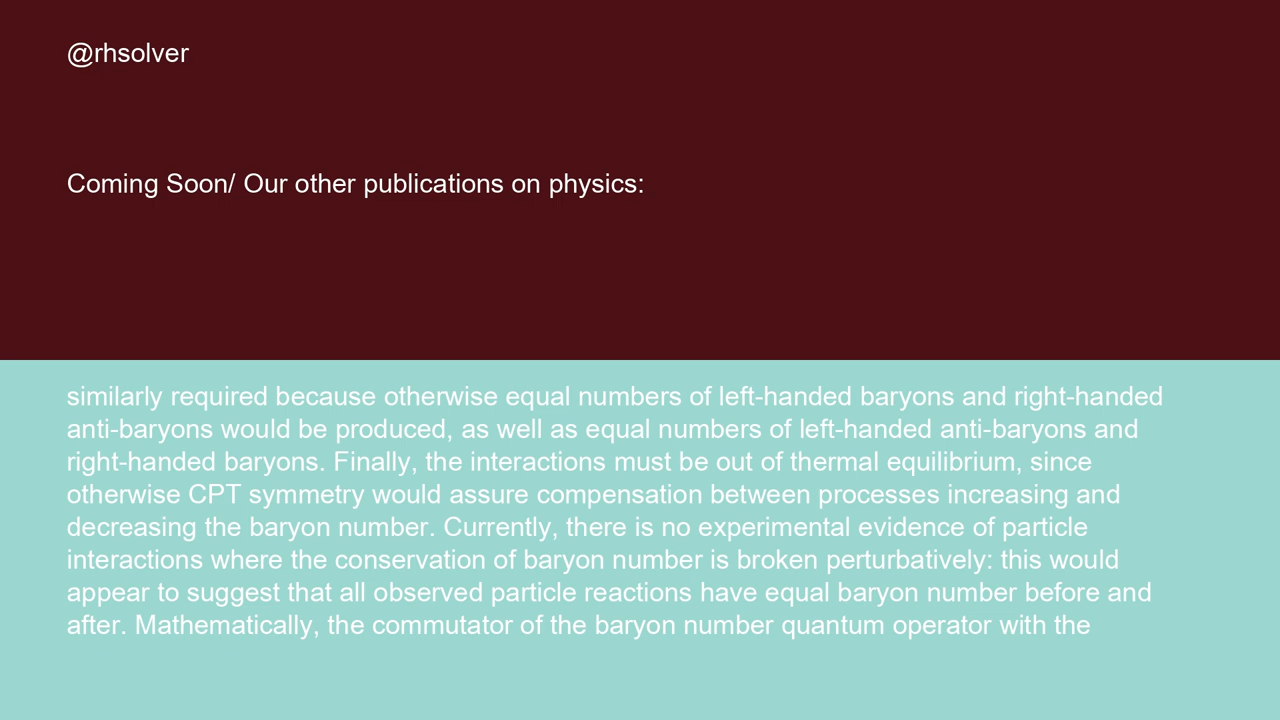 @rhsolver
Coming Soon/ Our other publications on physics:
similarly required because otherwise equal numbers of left-handed baryons and right-handed
anti-baryons would be produced, as well as equal numbers of left-handed anti-baryons and
right-handed baryons. Finally, the interactions must be out of thermal equilibrium, since
otherwise CPT symmetry would assure compensation between processes increasing and
decreasing the baryon number. Currently, there is no experimental evidence of particle
interactions where the conservation of baryon number is broken perturbatively: this would
appear to suggest that all observed particle reactions have equal baryon number before and
after. Mathematically, the commutator of the baryon number quantum operator with the